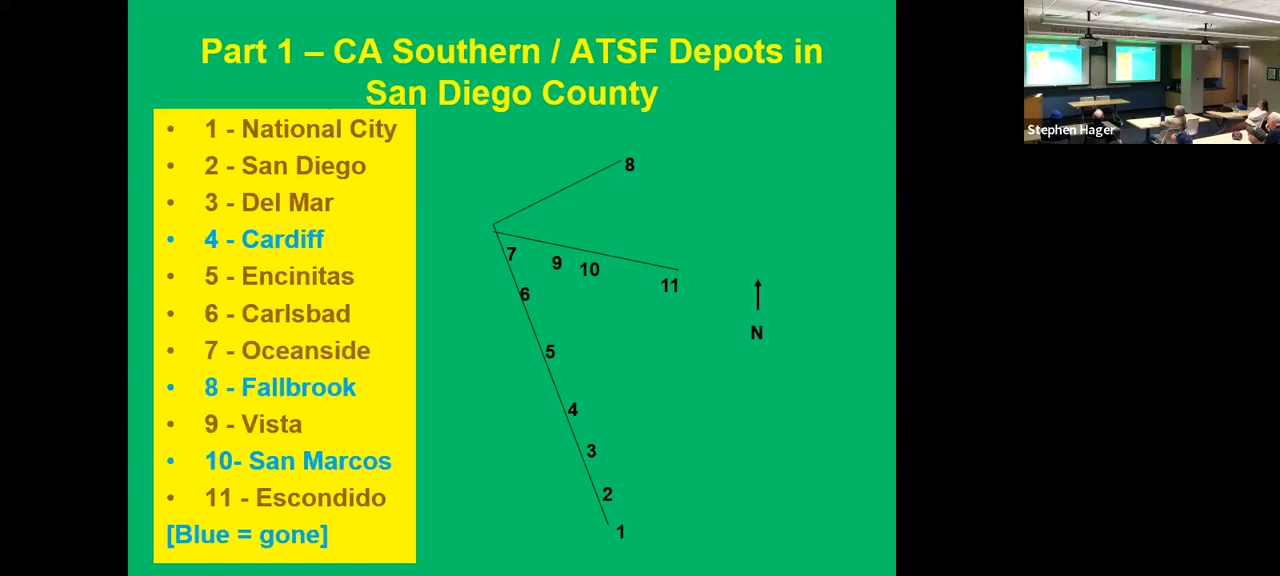 Part 1 – CA Southern / ATSF Depots in
San Diego County
• 1 - National City
• 2 - San Diego
• 3 - Del Mar
• 4 - Cardiff
• 5 - Encinitas
• 6 - Carlsbad
• 7 - Oceanside
• 8 - Fallbrook
• 9 - Vista
• 10- San Marcos
• 11 - Escondido
[Blue = gone]
8
7
9
10
11
6
N
5
4
3
2
1
Stephen Hager